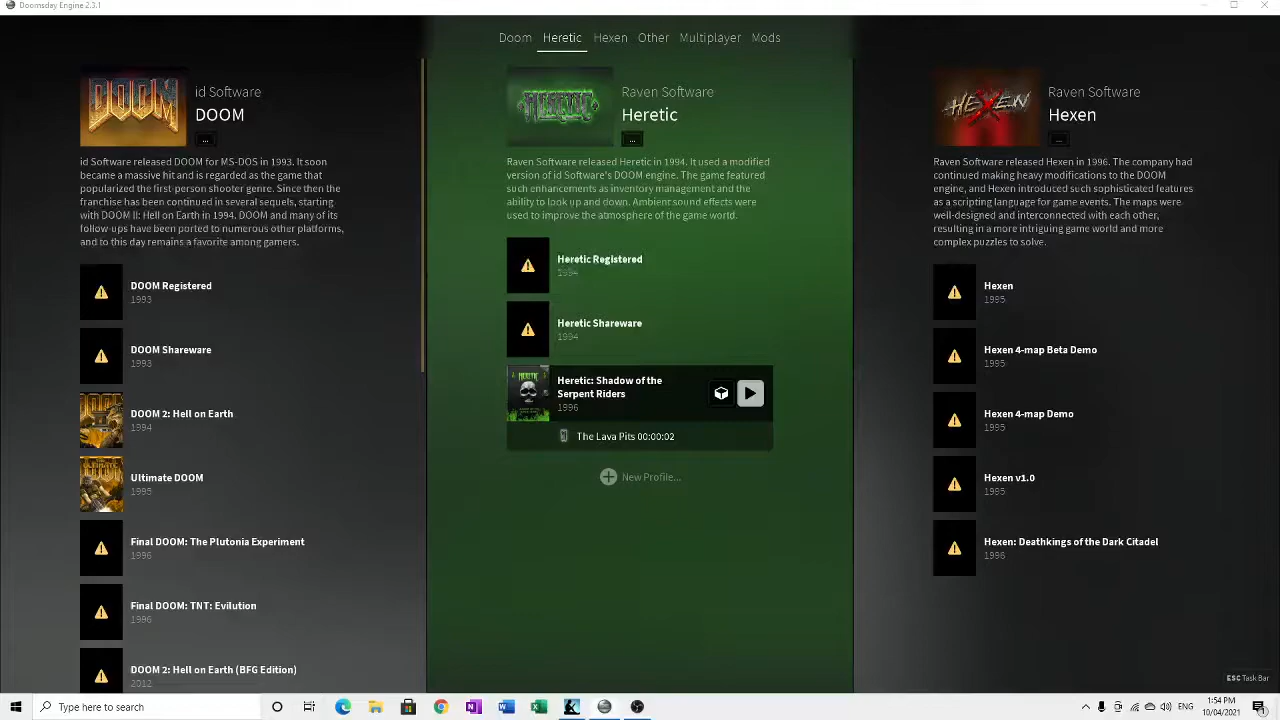 Doomsday Engine 2.3.1
Doom Heretic Hexen Other Multiplayer Mods
DOOM
id Software
DOOM
...
id Software released DOOM for MS-DOS in 1993. It soon
became a massive hit and is regarded as the game that
popularized the first-person shooter genre. Since then the
franchise has been continued in several sequels, starting
with DOOM II: Hell on Earth in 1994. DOOM and many of its
follow-ups have been ported to numerous other platforms,
and to this day remains a favorite among gamers.
DOOM Registered
1993
DOOM Shareware
1993
DOOM 2: Hell on Earth
1994
Ultimate DOOM
1995
Final DOOM: The Plutonia Experiment
1996
Final DOOM: TNT: Evilution
1996
DOOM 2: Hell on Earth (BFG Edition)
2012
HERETIC
Raven Software
Heretic
...
Raven Software released Heretic in 1994. It used a modified
version of id Software's DOOM engine. The game featured
such enhancements as inventory management and the
ability to look up and down. Ambient sound effects were
used to improve the atmosphere of the game world.
Heretic Registered
1994
Heretic Shareware
1994
HERETIC
Heretic: Shadow of the
Serpent Riders
1996
The Lava Pits 00:00:02
New Profile...
HEXEN
Raven Software
Hexen
...
Raven Software released Hexen in 1996. The company had
continued making heavy modifications to the DOOM
engine, and Hexen introduced such sophisticated features
as a scripting language for game events. The maps were
well-designed and interconnected with each other,
resulting in a more intriguing game world and more
complex puzzles to solve.
Hexen
1995
Hexen 4-map Beta Demo
1995
Hexen 4-map Demo
1995
Hexen v1.0
1995
Hexen: Deathkings of the Dark Citadel
1996
ESC Task Bar
Type here to search
ENG
1:54 PM
10/04/2021